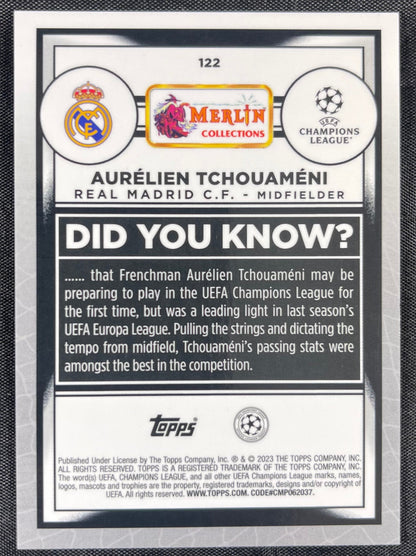 122
MERLIN
COLLECTIONS
UEFA
CHAMPIONS
LEAGUE
AURÉLIEN TCHOUAMÉNI
REAL MADRID C.F. - MIDFIELDER
DID YOU KNOW?
...... that Frenchman Aurélien Tchouaméni may be
preparing to play in the UEFA Champions League for
the first time, but was a leading light in last season's
UEFA Europa League. Pulling the strings and dictating the
tempo from midfield, Tchouaméni's passing stats were
amongst the best in the competition.
Topps
Published Under License by The Topps Company, Inc. ® & © 2023 THE TOPPS COMPANY, INC.
ALL RIGHTS RESERVED. TOPPS IS A REGISTERED TRADEMARK OF THE TOPPS COMPANY, INC.
The word(s) UEFA, CHAMPIONS LEAGUE, and all other UEFA Champions League marks, names,
logos, mascots and trophies are the property, registered trademarks, designs and/or copyright of
UEFA. All rights reserved. WWW.TOPPS.COM. CODE#CMP062037.